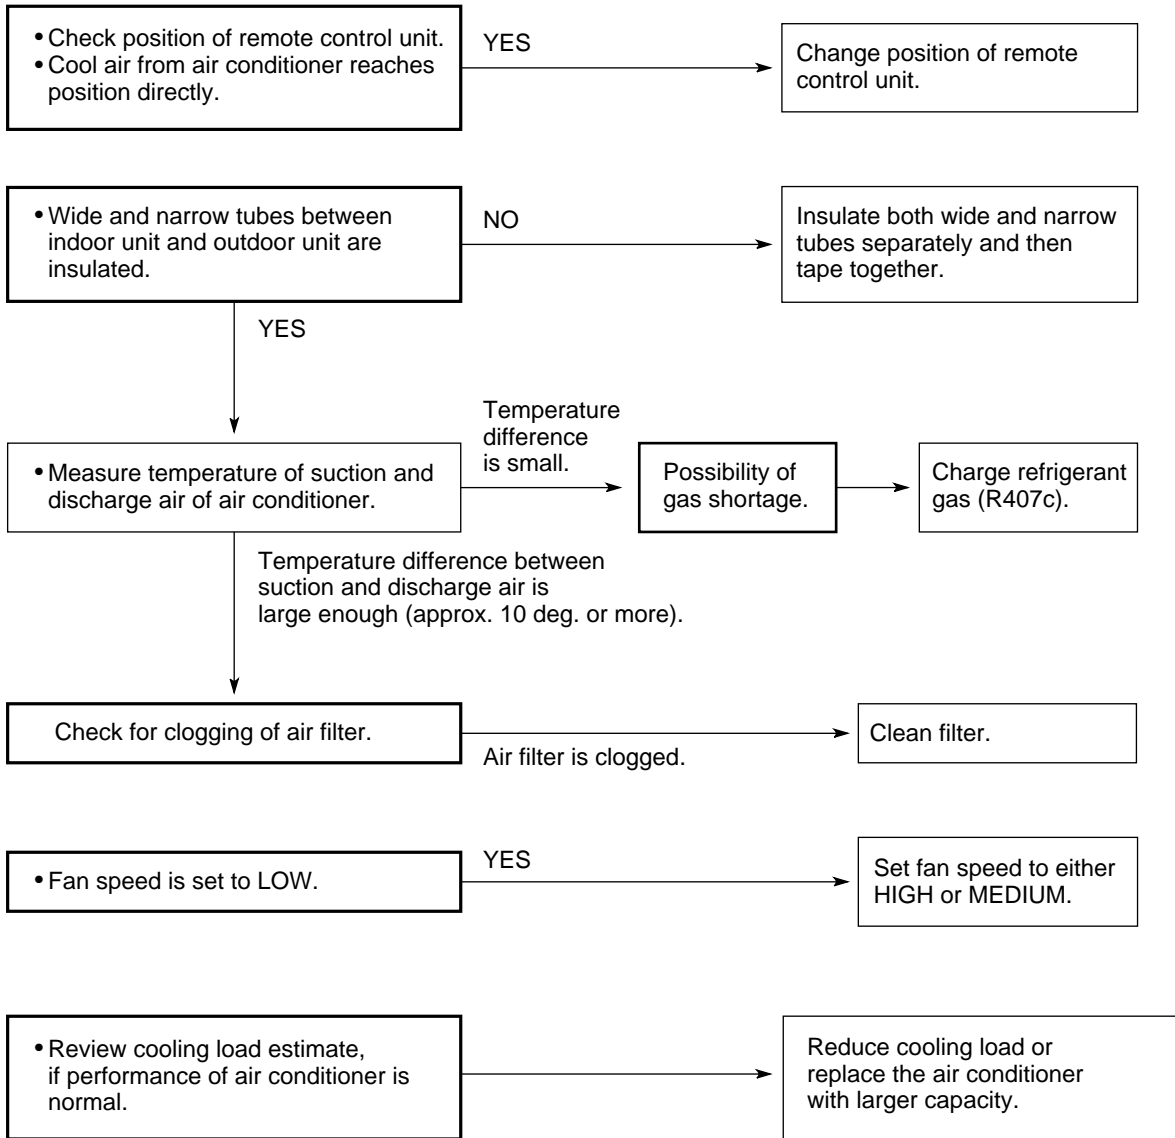 • Check position of remote control unit.
• Cool air from air conditioner reaches
position directly.
YES
Change position of remote
control unit.
• Wide and narrow tubes between
indoor unit and outdoor unit are
insulated.
NO
Insulate both wide and narrow
tubes separately and then
tape together.
YES
• Measure temperature of suction and
discharge air of air conditioner.
Temperature
difference
is small.
Possibility of
gas shortage.
Charge refrigerant
gas (R407c).
Temperature difference between
suction and discharge air is
large enough (approx. 10 deg. or more).
Check for clogging of air filter.
Air filter is clogged.
Clean filter.
• Fan speed is set to LOW.
YES
Set fan speed to either
HIGH or MEDIUM.
• Review cooling load estimate,
if performance of air conditioner is
normal.
Reduce cooling load or
replace the air conditioner
with larger capacity.